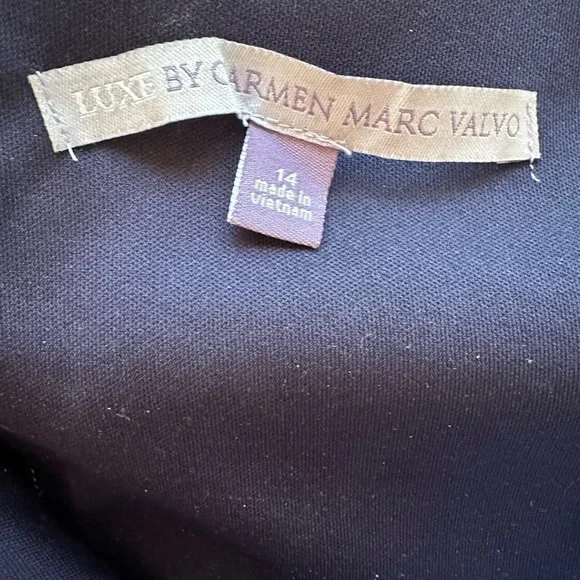 LUXE BY CARMEN MARC VALVO
14
made in
vietnam